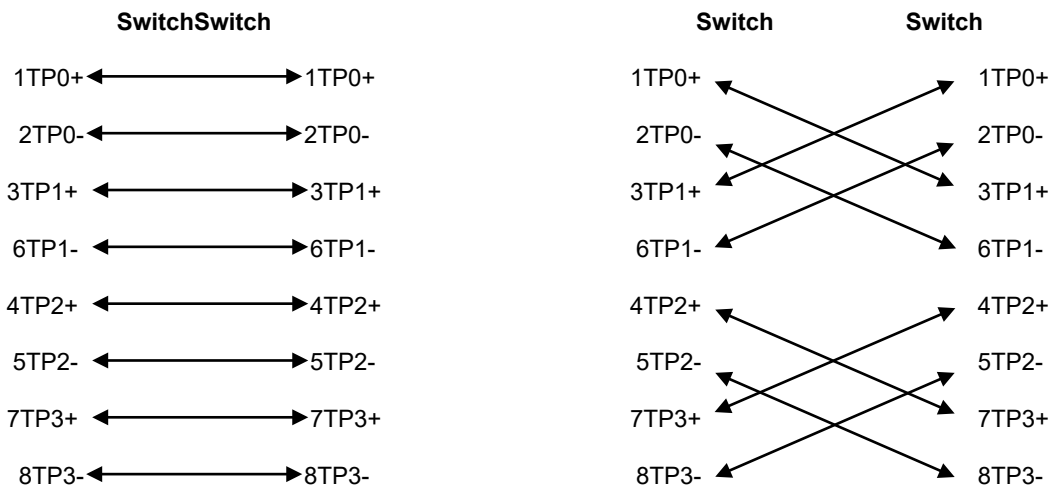 SwitchSwitch Switch Switch
1TP0+ 1TP0+ 1TP0+ 1TP0+
2TP0- 2TP0- 2TP0- 2TP0-
3TP1+ 3TP1+ 3TP1+ 3TP1+
6TP1- 6TP1- 6TP1- 6TP1-
4TP2+ 4TP2+ 4TP2+ 4TP2+
5TP2- 5TP2- 5TP2- 5TP2-
7TP3+ 7TP3+ 7TP3+ 7TP3+
8TP3- 8TP3- 8TP3- 8TP3-